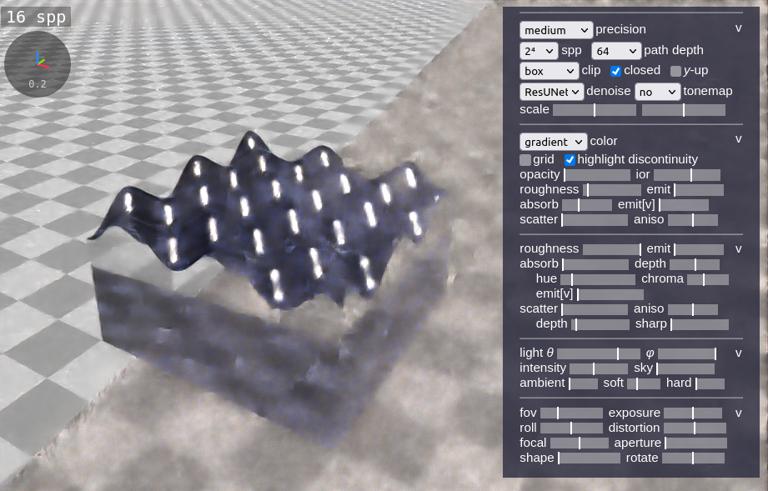 16 spp
0.2
medium precision v
2⁴ spp 64 path depth
box clip closed y-up
ResUNet denoise no tonemap
scale
gradient color v
grid highlight discontinuity
opacity ior
roughness emit
absorb emit[v]
scatter aniso
roughness emit v
absorb depth
hue chroma
emit[v]
scatter aniso
depth sharp
light θ φ v
intensity sky
ambient soft hard
fov exposure v
roll distortion
focal aperture
shape rotate